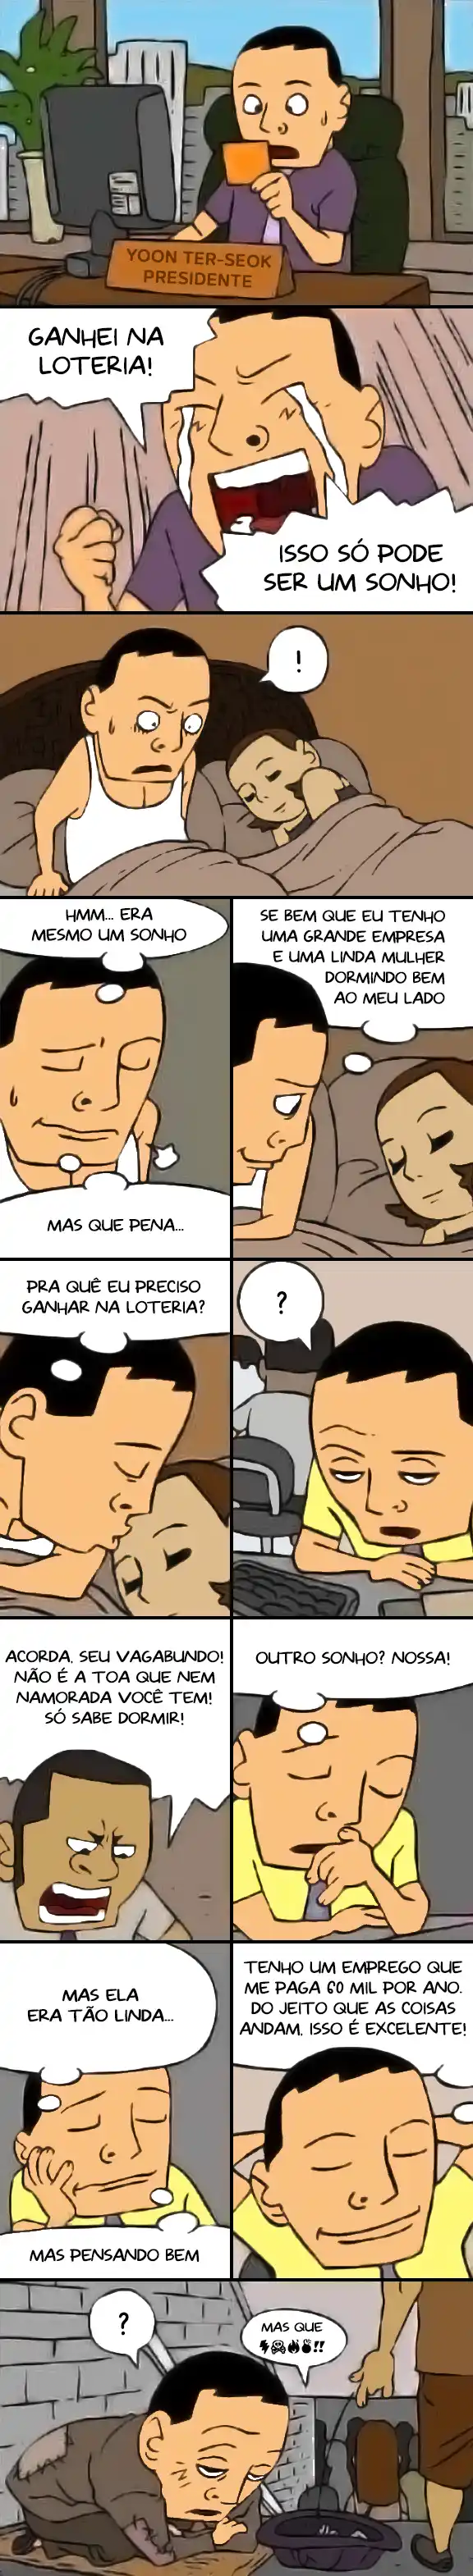 YOON TER-SEOK
PRESIDENTE
GANHEI NA
LOTERIA!
ISSO SÓ PODE
SER UM SONHO!
!
HMM... ERA
MESMO UM SONHO
MAS QUE PENA...
SE BEM QUE EU TENHO
UMA GRANDE EMPRESA
E UMA LINDA MULHER
DORMINDO BEM
AO MEU LADO
PRA QUÊ EU PRECISO
GANHAR NA LOTERIA?
?
ACORDA, SEU VAGABUNDO!
NÃO É A TOA QUE NEM
NAMORADA VOCÊ TEM!
SÓ SABE DORMIR!
OUTRO SONHO? NOSSA!
MAS ELA
ERA TÃO LINDA...
MAS PENSANDO BEM
TENHO UM EMPREGO QUE
ME PAGA 60 MIL POR ANO.
DO JEITO QUE AS COISAS
ANDAM, ISSO É EXCELENTE!
?
MAS QUE
⚡☠🔥💣!!